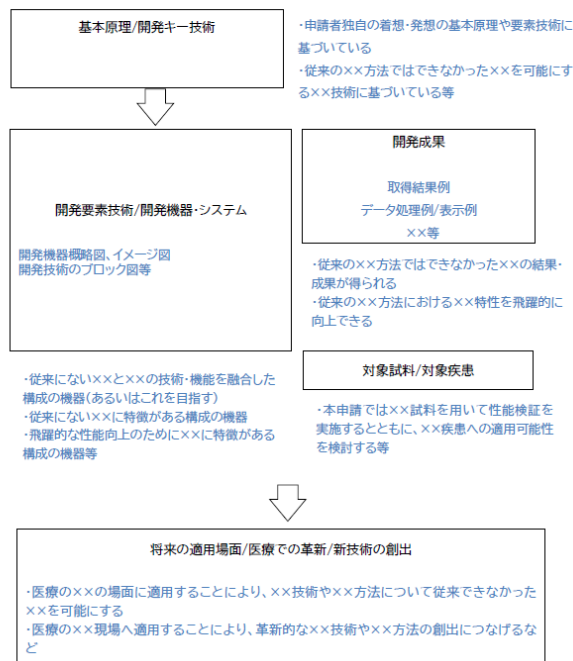 基本原理/開発キー技術
・申請者独自の着想・発想の基本原理や要素技術に
基づいている
・従来の××方法ではできなかった××を可能にす
る××技術に基づいている等
開発要素技術/開発機器・システム
開発機器概略図、イメージ図
開発技術のブロック図等
開発成果
取得結果例
データ処理例/表示例
××等
・従来の××方法ではできなかった××の結果・
成果が得られる
・従来の××方法における××特性を飛躍的に
向上できる
・従来にない××と××の技術・機能を融合した
構成の機器(あるいはこれを目指す)
・従来にない××に特徴がある構成の機器
・飛躍的な性能向上のために××に特徴がある
構成の機器等
対象試料/対象疾患
・本申請では××試料を用いて性能検証を
実施するとともに、××疾患への適用可能性
を検討する等
将来の適用場面/医療での革新/新技術の創出
・医療の××の場面に適用することにより、××技術や××方法について従来できなかった
××を可能にする
・医療の××現場へ適用することにより、革新的な××技術や××方法の創出につなげるな
ど